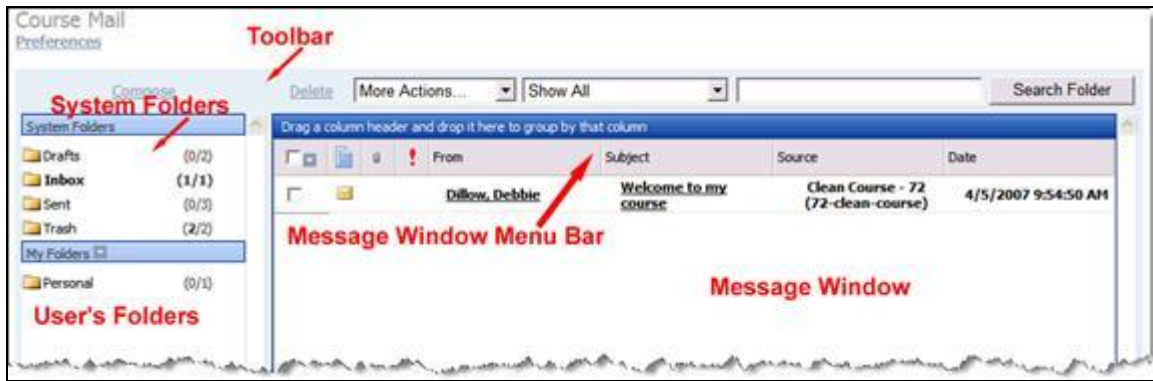 Course Mail
Preferences
Toolbar
Compose
Delete More Actions... Show All Search Folder
System Folders
System Folders
Drag a column header and drop it here to group by that column
Drafts (0/2)
! From Subject Source Date
Inbox (1/1)
Dillow, Debbie Welcome to my course Clean Course - 72 (72-clean-course) 4/5/2007 9:54:50 AM
Sent (0/3)
Trash (2/2)
Message Window Menu Bar
My Folders
Personal (0/1)
Message Window
User's Folders